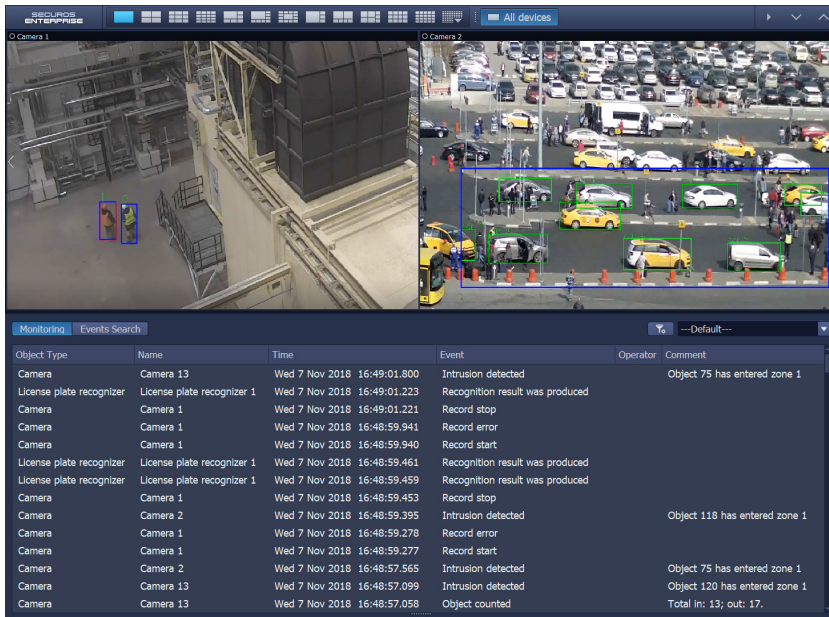 SECUROS
ENTERPRISE
All devices
Camera 1
Camera 2
Monitoring Events Search
---Default---
Object Type Name Time Event Operator Comment
Camera Camera 13 Wed 7 Nov 2018 16:49:01.800 Intrusion detected Object 75 has entered zone 1
License plate recognizer License plate recognizer 1 Wed 7 Nov 2018 16:49:01.223 Recognition result was produced
Camera Camera 1 Wed 7 Nov 2018 16:49:01.221 Record stop
Camera Camera 1 Wed 7 Nov 2018 16:48:59.941 Record error
Camera Camera 1 Wed 7 Nov 2018 16:48:59.940 Record start
License plate recognizer License plate recognizer 1 Wed 7 Nov 2018 16:48:59.461 Recognition result was produced
License plate recognizer License plate recognizer 1 Wed 7 Nov 2018 16:48:59.459 Recognition result was produced
Camera Camera 1 Wed 7 Nov 2018 16:48:59.453 Record stop
Camera Camera 2 Wed 7 Nov 2018 16:48:59.395 Intrusion detected Object 118 has entered zone 1
Camera Camera 1 Wed 7 Nov 2018 16:48:59.278 Record error
Camera Camera 1 Wed 7 Nov 2018 16:48:59.277 Record start
Camera Camera 2 Wed 7 Nov 2018 16:48:57.565 Intrusion detected Object 75 has entered zone 1
Camera Camera 13 Wed 7 Nov 2018 16:48:57.099 Intrusion detected Object 120 has entered zone 1
Camera Camera 13 Wed 7 Nov 2018 16:48:57.058 Object counted Total in: 13; out: 17.